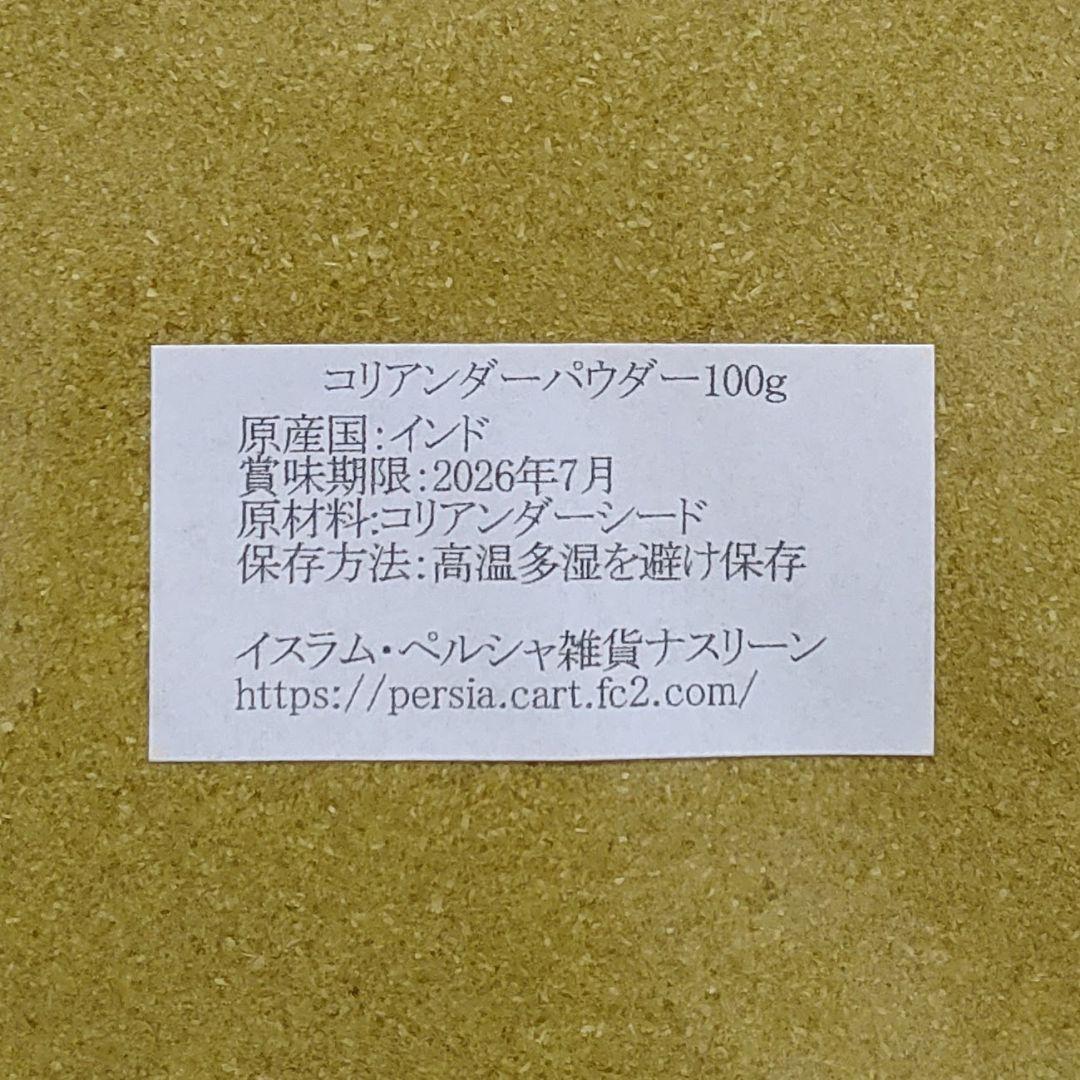 コリアンダーパウダー100g
原産国:インド
賞味期限:2026年7月
原材料:コリアンダーシード
保存方法:高温多湿を避け保存
イスラム・ペルシャ雑貨ナスリーン
https://persia.cart.fc2.com/